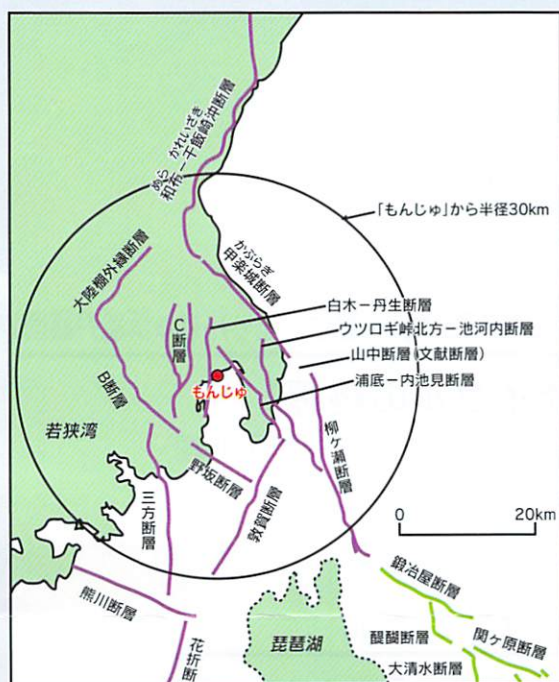 めら かれいざき
和布－干飯崎沖断層
「もんじゅ」から半径30km
かぶらぎ
甲楽城断層
大陸棚外縁断層
C断層
白木－丹生断層
ウツロギ峠北方－池河内断層
山中断層(文献断層)
浦底－内池見断層
もんじゅ
B断層
若狭湾
柳ヶ瀬断層
野坂断層
三方断層
敦賀断層
0 20km
熊川断層
花折断
琵琶湖
鍛冶屋断層
醍醐断層
関ヶ原断層
大清水断層